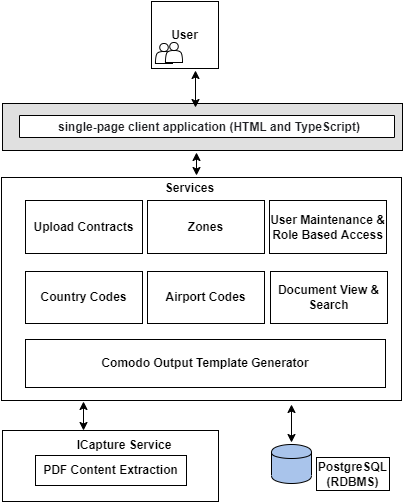 User
single-page client application (HTML and TypeScript)
Services
Upload Contracts
Zones
User Maintenance &
Role Based Access
Country Codes
Airport Codes
Document View &
Search
Comodo Output Template Generator
ICapture Service
PDF Content Extraction
PostgreSQL
(RDBMS)